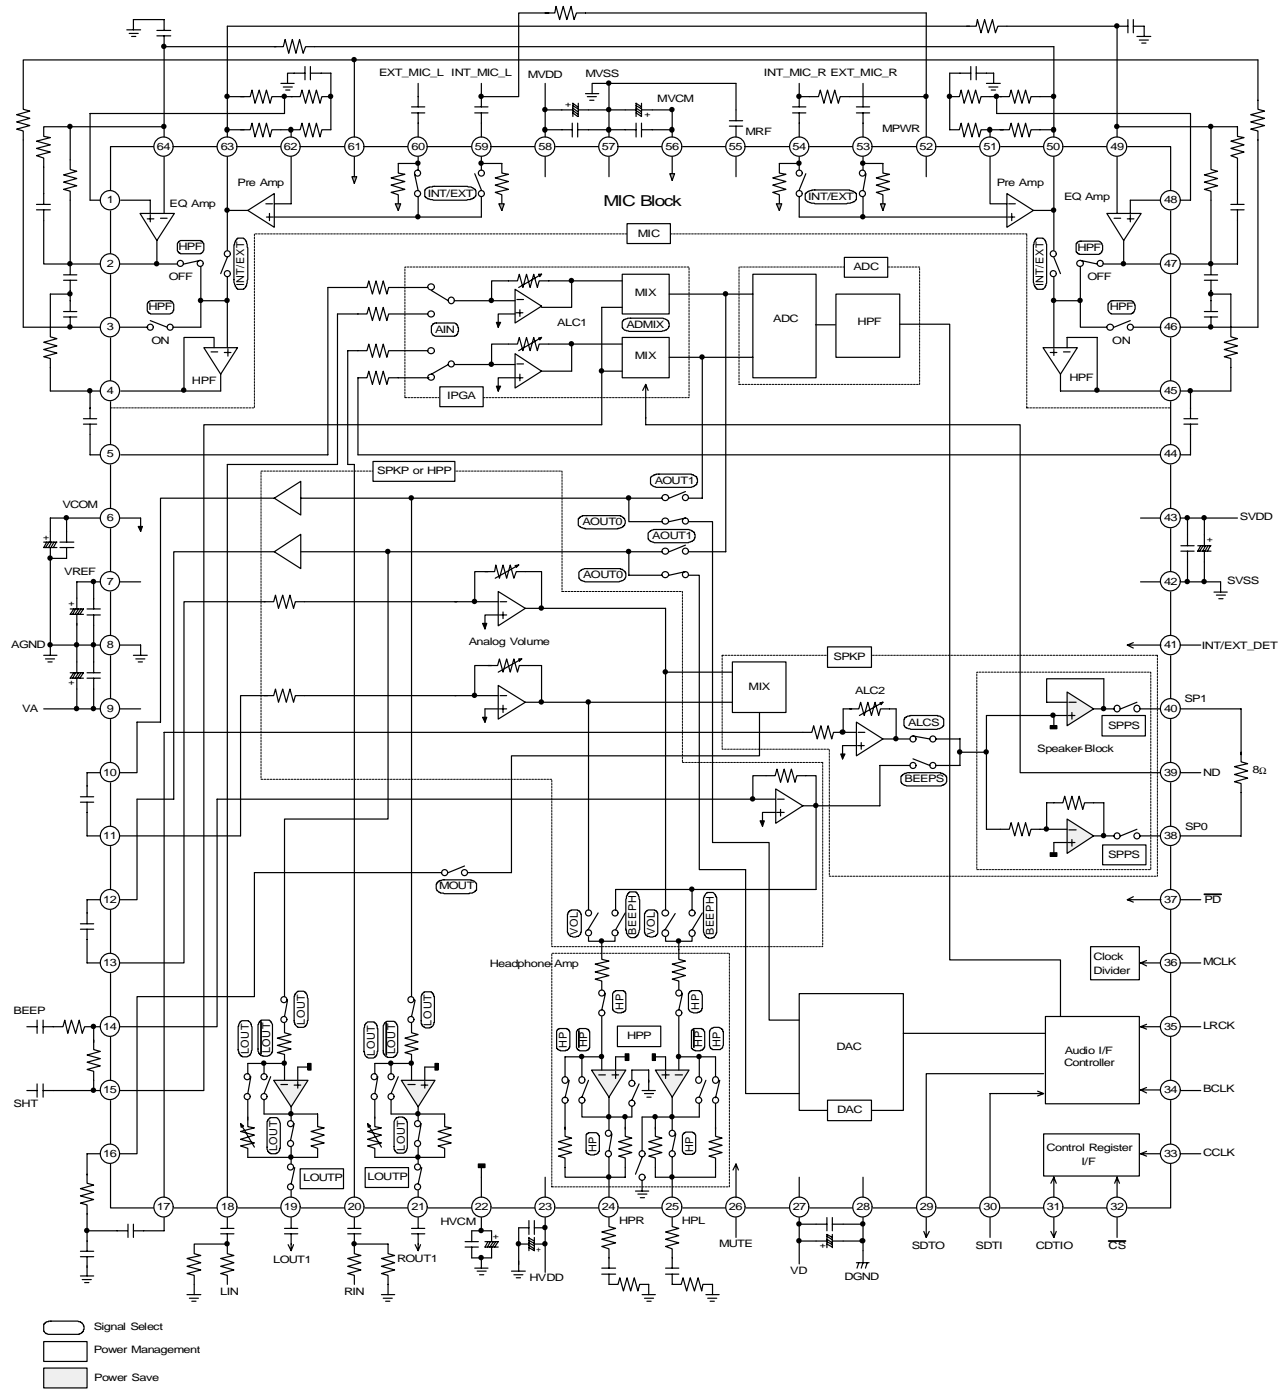 EXT_MIC_L INT_MIC_L MVDD MVSS INT_MIC_R EXT_MIC_R
MVCM
MRF MPWR
64 63 62 61 60 59 58 57 56 55 54 53 52 51 50 49
Pre Amp INT/EXT MIC Block INT/EXT Pre Amp
1 EQ Amp EQ Amp 48
MIC
2 HPF OFF INT/EXT INT/EXT HPF OFF 47
ADC
MIX ADC HPF
AIN ALC1 ADMIX
3 HPF ON HPF ON 46
MIX
HPF HPF
4 IPGA 45
5 44
SPKP or HPP
AOUT1
VCOM
6 AOUT0 43 SVDD
AOUT1
VREF
7 AOUT0 42 SVSS
AGND 8 Analog Volume 41 INT/EXT_DET
SPKP
MIX ALC2
VA 9 ALCS 40 SP1
SPPS
Speaker Block
10 BEEPS 39 ND 8Ω
11 38 SP0
SPPS
MOUT
12 37 PD
VOL BEEPH VOL BEEPH
13 Headphone Amp Clock Divider 36 MCLK
BEEP 14 LOUT LOUT HP HP DAC 35 LRCK
LOUT LOUT LOUT LOUT HP HP HPP HP HP
Audio I/F Controller
SHT 15 DAC 34 BCLK
LOUT LOUT HP HP
16 Control Register I/F 33 CCLK
LOUTP LOUTP
17 18 19 20 21 22 23 24 25 26 27 28 29 30 31 32
HVCM HPR HPL
LOUT1 ROUT1 MUTE SDTO SDTI CDTIO CS
LIN RIN HVDD VD DGND
Signal Select
Power Management
Power Save